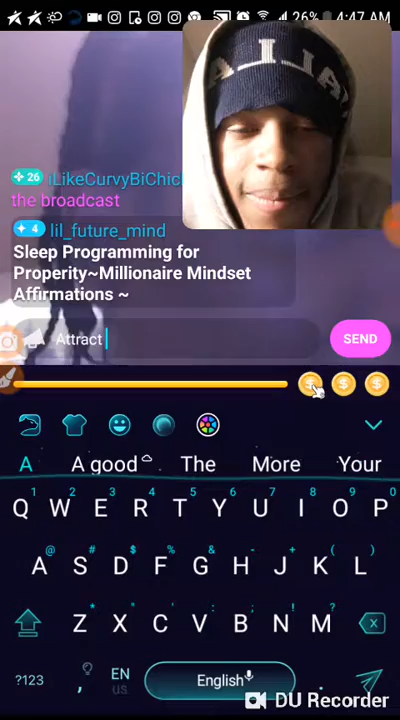 26% 4:47 AM
LALA
26 iLikeCurvyBiChic
the broadcast
4 lil_future_mind
Sleep Programming for
Properity~Millionaire Mindset
Affirmations ~
Attract
SEND
A A good The More Your
1 2 3 4 5 6 7 8 9 0
Q W E R T Y U I O P
@ # $ % & - + ( )
A S D F G H J K L
* " ' : ; ! ?
Z X C V B N M
?123 , EN US English .
DU Recorder